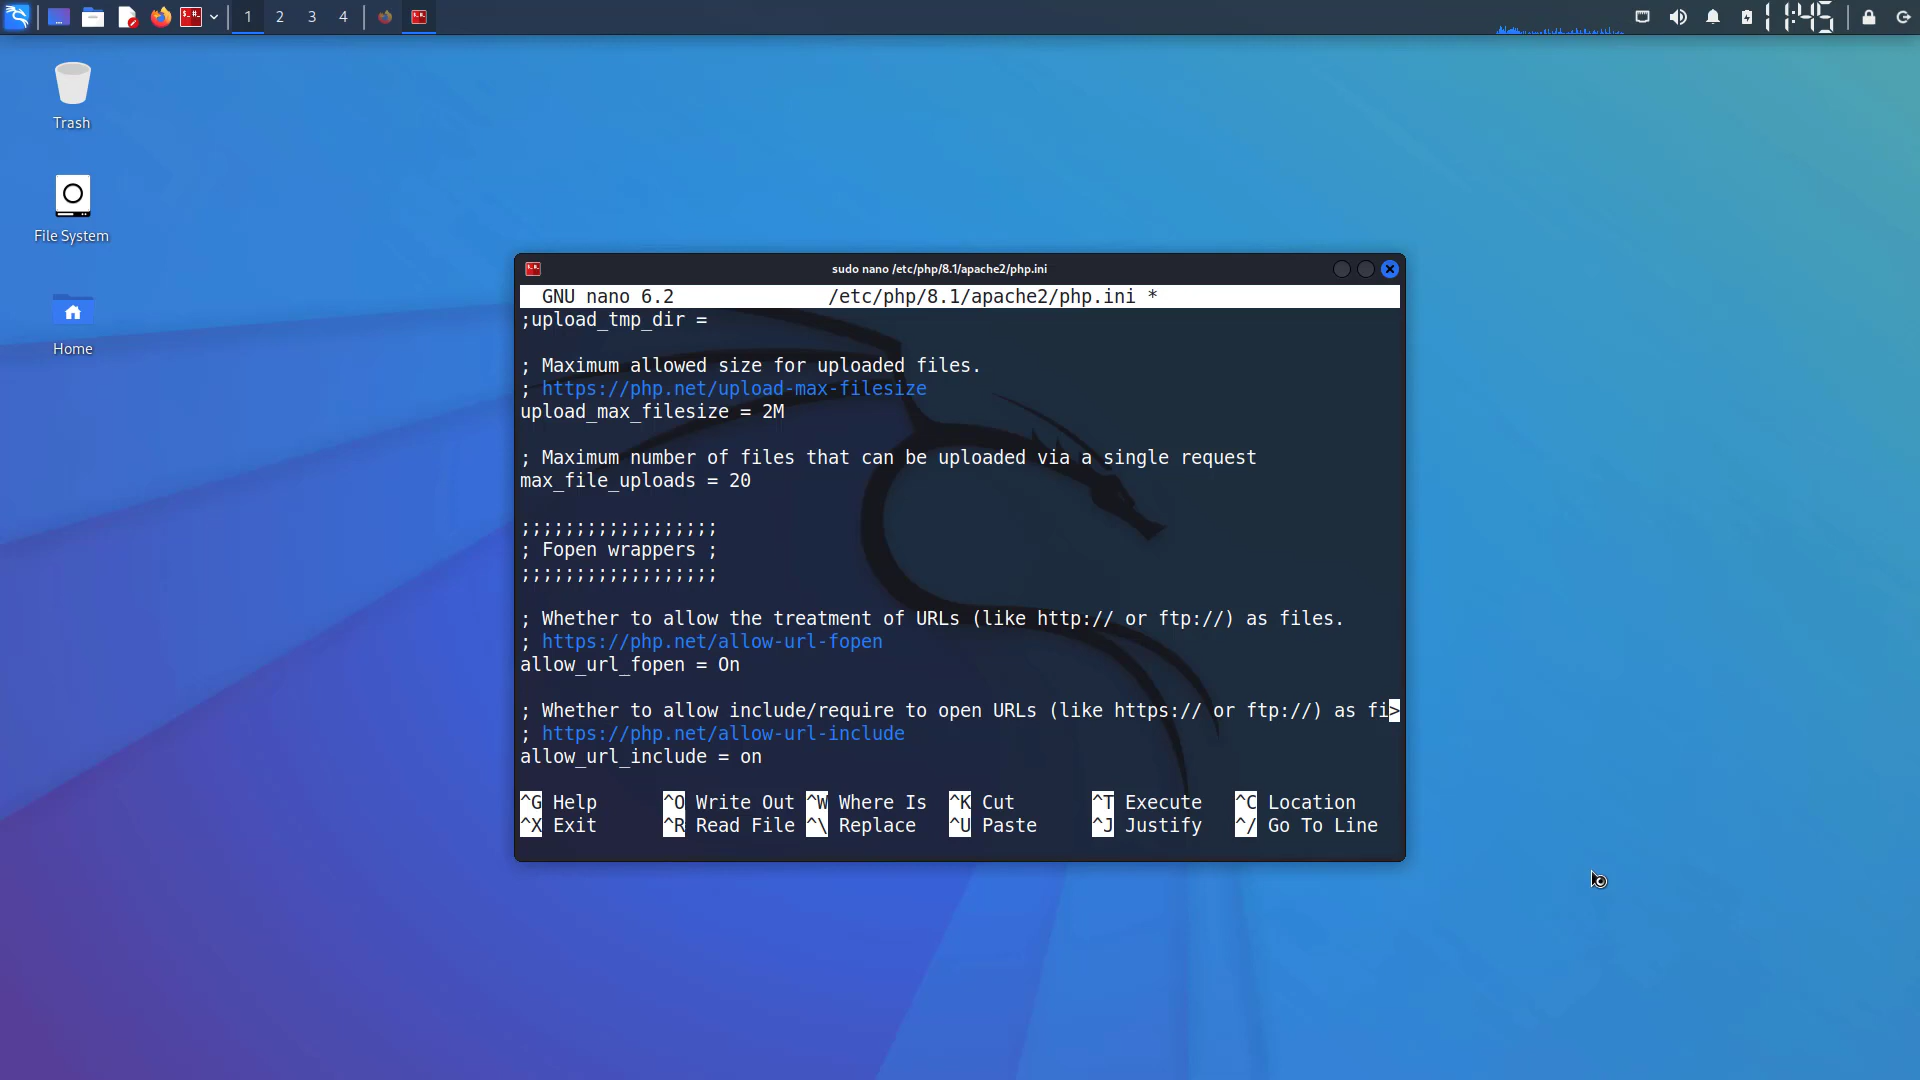 1 2 3 4
11:45
Trash
File System
Home
sudo nano /etc/php/8.1/apache2/php.ini
GNU nano 6.2 /etc/php/8.1/apache2/php.ini *
;upload_tmp_dir =
; Maximum allowed size for uploaded files.
; https://php.net/upload-max-filesize
upload_max_filesize = 2M
; Maximum number of files that can be uploaded via a single request
max_file_uploads = 20
;;;;;;;;;;;;;;;;;;
; Fopen wrappers ;
;;;;;;;;;;;;;;;;;;
; Whether to allow the treatment of URLs (like http:// or ftp://) as files.
; https://php.net/allow-url-fopen
allow_url_fopen = On
; Whether to allow include/require to open URLs (like https:// or ftp://) as fi>
; https://php.net/allow-url-include
allow_url_include = on
^G Help ^O Write Out ^W Where Is ^K Cut ^T Execute ^C Location
^X Exit ^R Read File ^\ Replace ^U Paste ^J Justify ^/ Go To Line